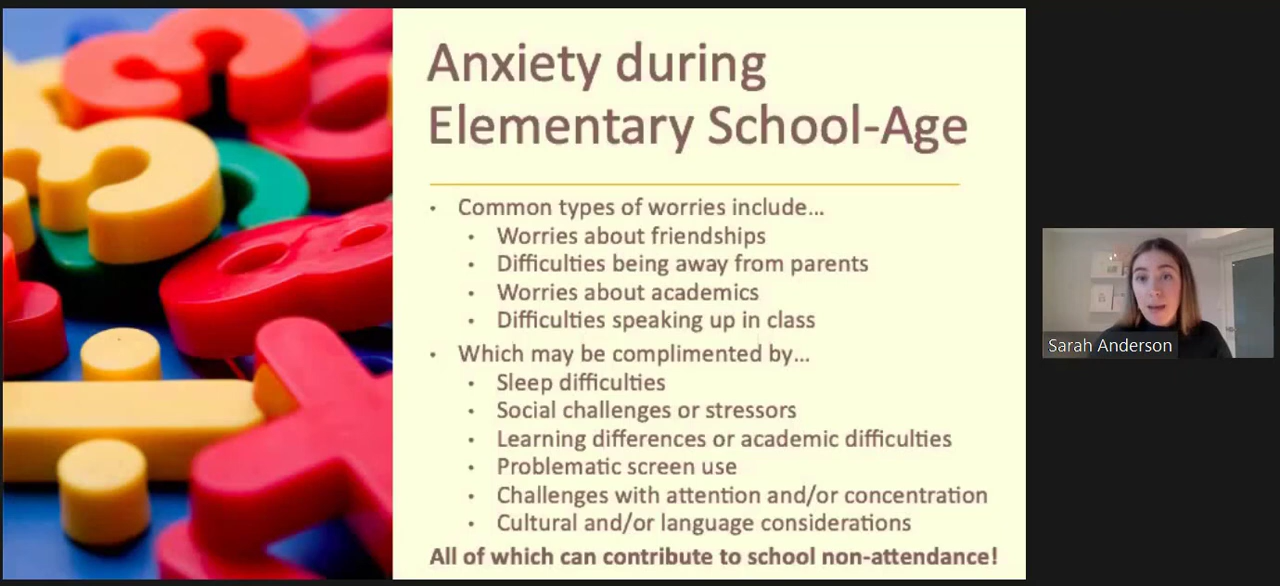 Anxiety during
Elementary School-Age
• Common types of worries include...
• Worries about friendships
• Difficulties being away from parents
• Worries about academics
• Difficulties speaking up in class
• Which may be complimented by...
• Sleep difficulties
• Social challenges or stressors
• Learning differences or academic difficulties
• Problematic screen use
• Challenges with attention and/or concentration
• Cultural and/or language considerations
All of which can contribute to school non-attendance!
Sarah Anderson